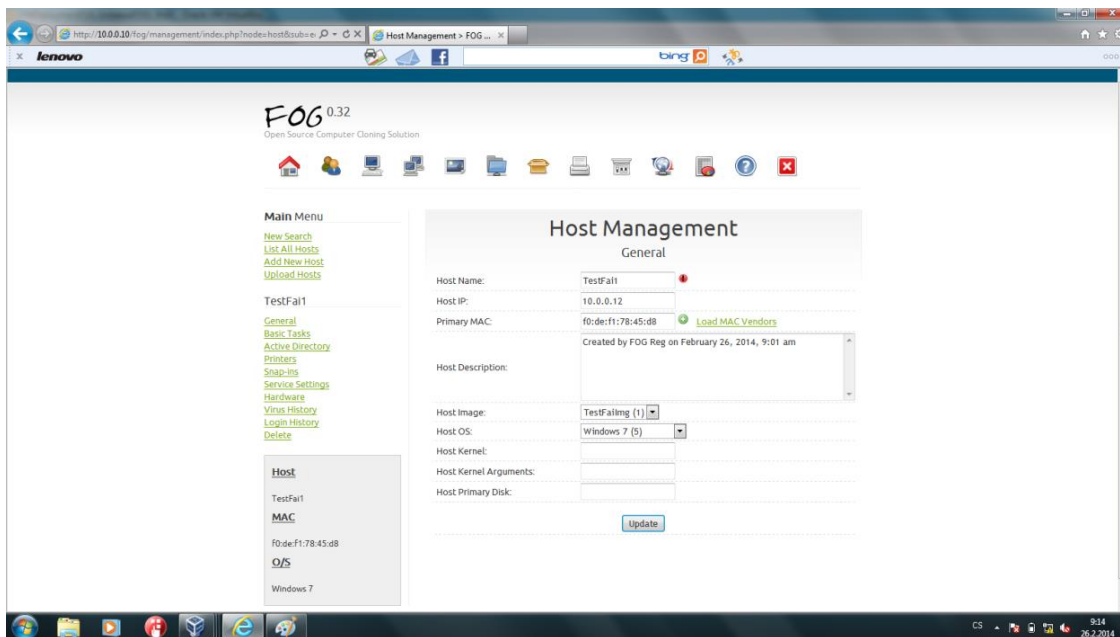 http://10.0.0.10/fog/management/index.php?node=host&sub=e
Host Management > FOG ...
lenovo
bing
FOG 0.32
Open Source Computer Cloning Solution
Main Menu
New Search
List All Hosts
Add New Host
Upload Hosts
TestFai1
General
Basic Tasks
Active Directory
Printers
Snap-ins
Service Settings
Hardware
Virus History
Login History
Delete
Host
TestFai1
MAC
f0:de:f1:78:45:d8
O/S
Windows 7
Host Management
General
Host Name: TestFai1
Host IP: 10.0.0.12
Primary MAC: f0:de:f1:78:45:d8 Load MAC Vendors
Host Description: Created by FOG Reg on February 26, 2014, 9:01 am
Host Image: TestFaiImg (1)
Host OS: Windows 7 (5)
Host Kernel:
Host Kernel Arguments:
Host Primary Disk:
Update
CS
9:14
26.2.2014